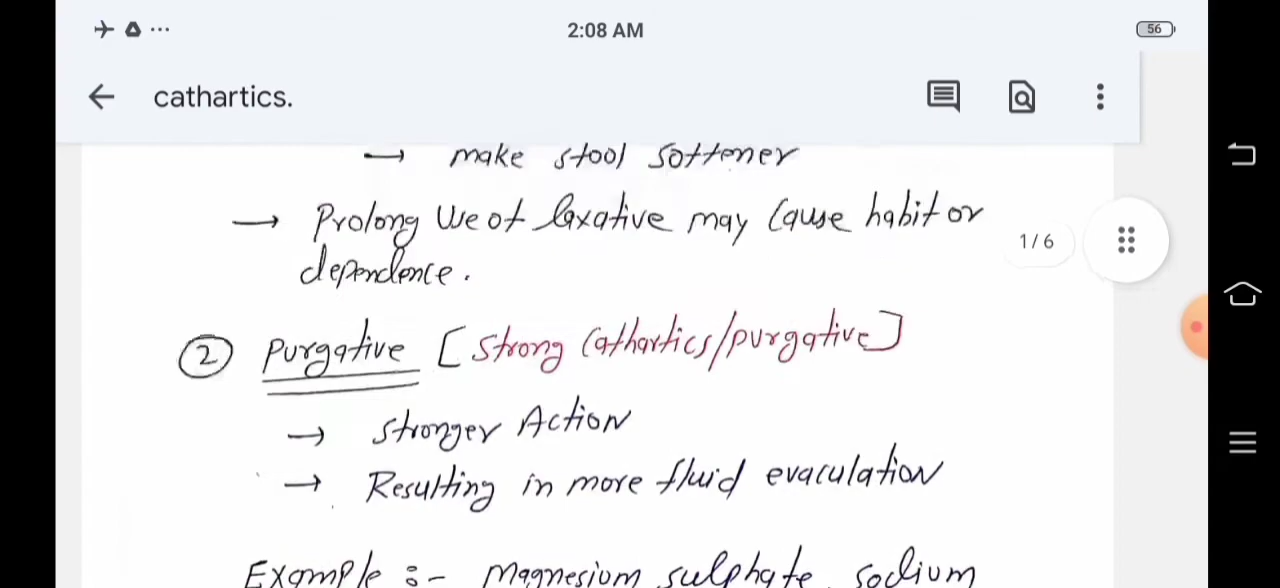 2:08 AM
56
cathartics.
→ make stool softener
→ Prolong use of laxative may cause habit or
dependence.
1/6
② Purgative [strong cathartics/purgative]
→ stronger Action
→ Resulting in more fluid evaculation
Example :- Magnesium sulphate, sodium